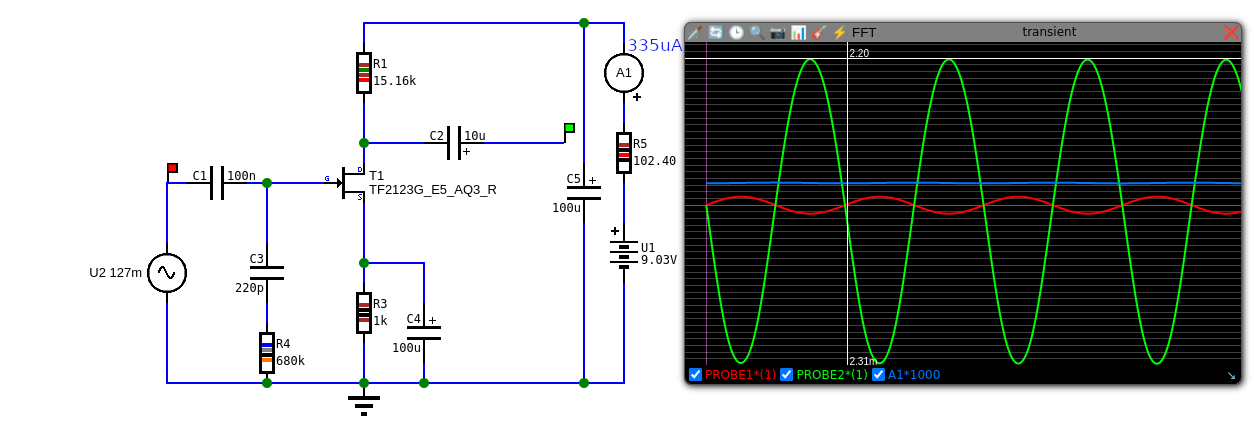 335uA
FFT
transient
R1
15.16k
A1
+
2.20
C2
10u
+
R5
102.40
D
T1
TF2123G_E5_AQ3_R
G
S
C1
100n
C5
+
100u
+
U1
9.03V
C3
220p
U2 127m
R3
1k
C4
+
100u
R4
680k
2.31m
PROBE1*(1)
PROBE2*(1)
A1*1000